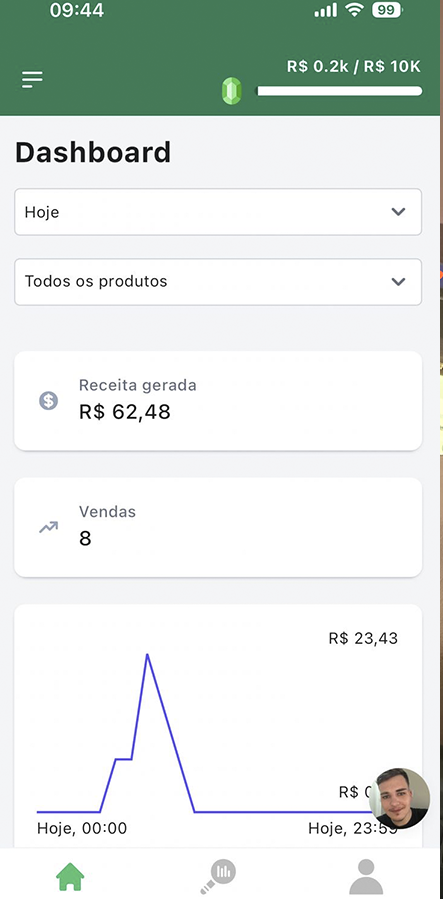 09:44
99
R$ 0.2k / R$ 10K
Dashboard
Hoje
Todos os produtos
Receita gerada
R$ 62,48
Vendas
8
R$ 23,43
R$
Hoje, 00:00
Hoje, 23:59